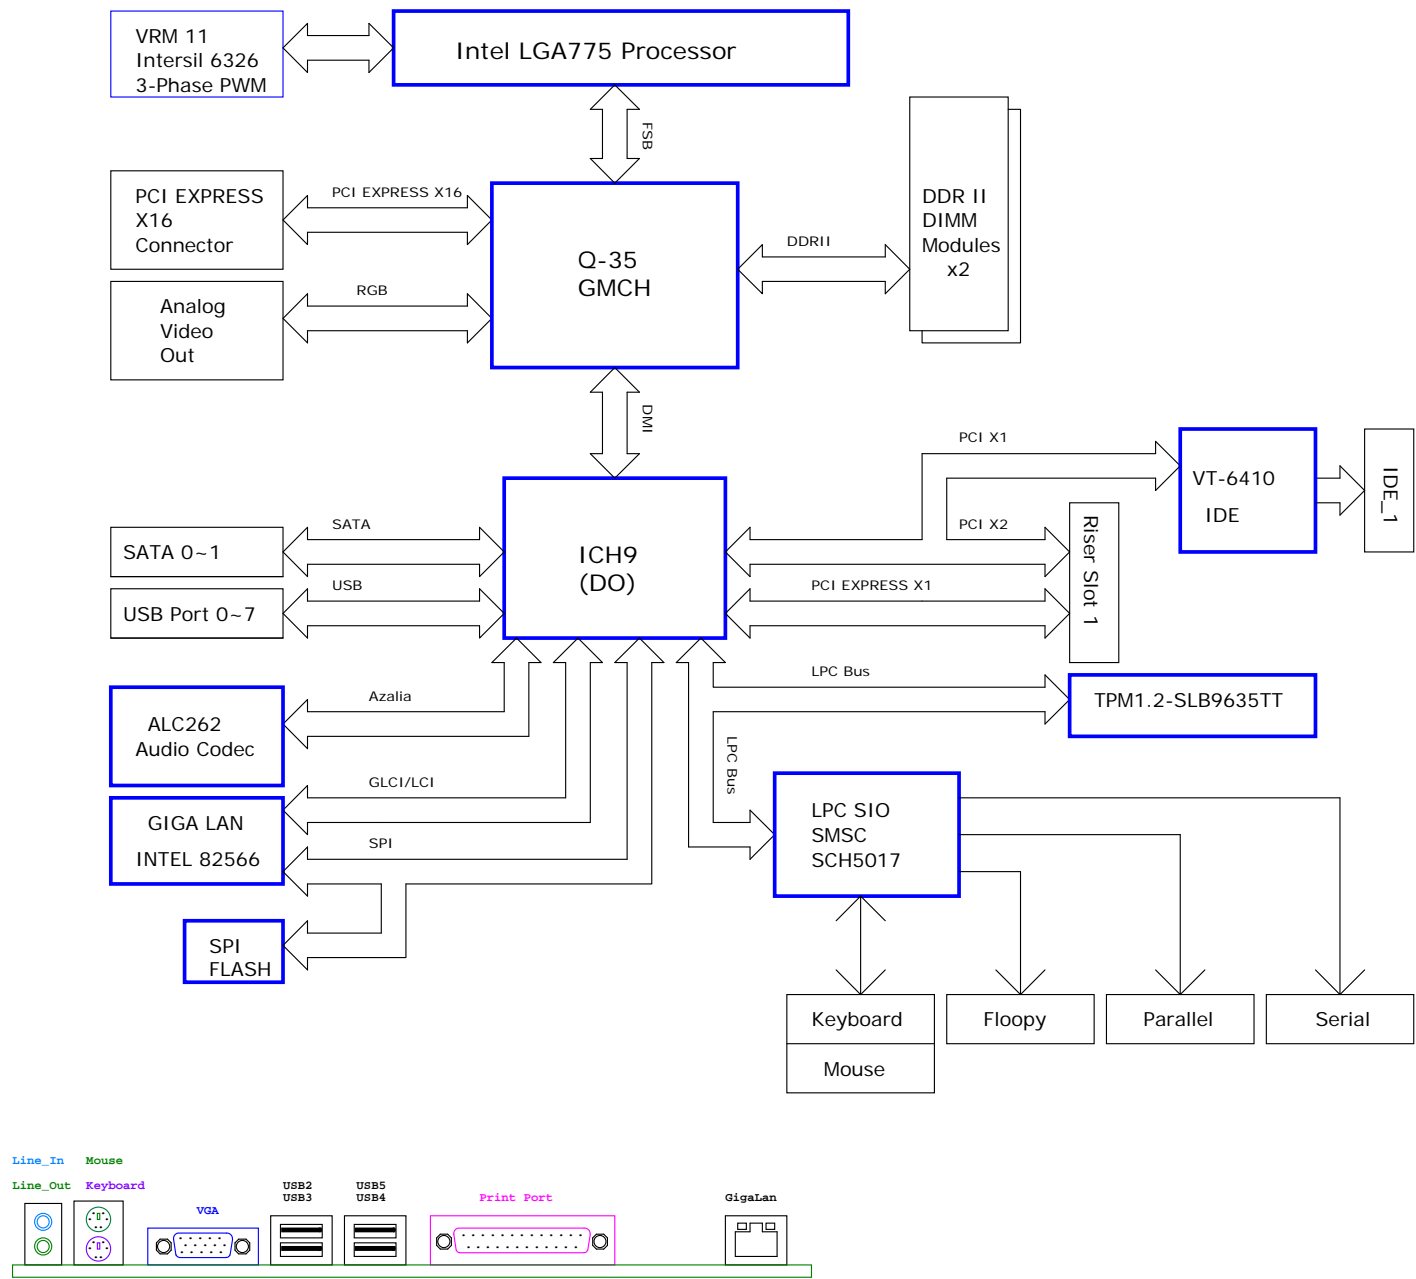 VRM 11
Intersil 6326
3-Phase PWM
Intel LGA775 Processor
FSB
PCI EXPRESS
X16
Connector
PCI EXPRESS X16
Analog
Video
Out
RGB
Q-35
GMCH
DDRII
DDR II
DIMM
Modules
x2
DMI
PCI X1
VT-6410
IDE
IDE_1
SATA 0~1
SATA
USB Port 0~7
USB
ICH9
(DO)
PCI X2
PCI EXPRESS X1
Riser Slot 1
LPC Bus
TPM1.2-SLB9635TT
ALC262
Audio Codec
Azalia
GIGA LAN
INTEL 82566
GLCI/LCI
SPI
SPI
FLASH
LPC Bus
LPC SIO
SMSC
SCH5017
Keyboard
Mouse
Floopy
Parallel
Serial
Line_In
Mouse
Line_Out
Keyboard
VGA
USB2
USB3
USB5
USB4
Print Port
GigaLan